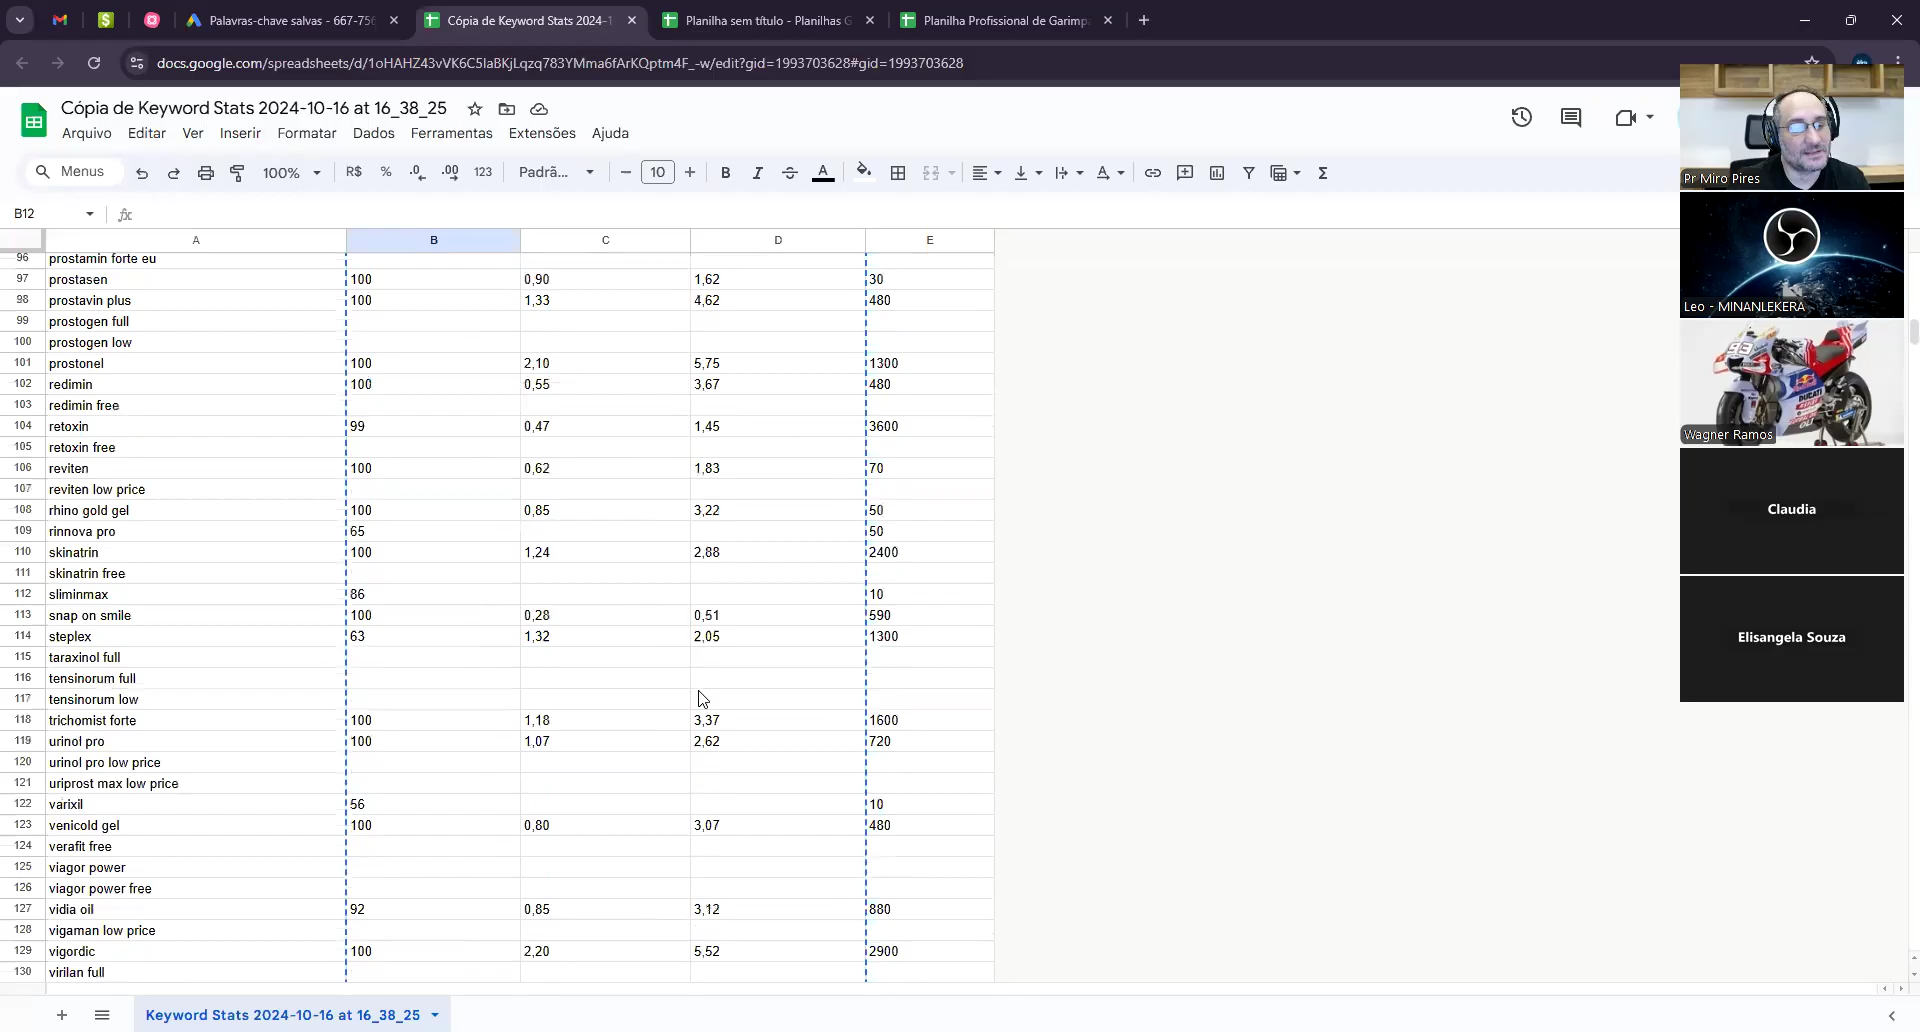 Palavras-chave salvas - 667-756
Cópia de Keyword Stats 2024-1
Planilha sem título - Planilhas G
Planilha Profissional de Garimp
docs.google.com/spreadsheets/d/1oHAHZ43vVK6C5IaBKjLqzq783YMma6fArKQptm4F_-w/edit?gid=1993703628#gid=1993703628
Cópia de Keyword Stats 2024-10-16 at 16_38_25
Arquivo Editar Ver Inserir Formatar Dados Ferramentas Extensões Ajuda
Menus 100% R$ % .0 .00 123 Padrã... 10 B I A Σ
B12 fx
A B C D E
96 prostamin forte eu
97 prostasen 100 0,90 1,62 30
98 prostavin plus 100 1,33 4,62 480
99 prostogen full
100 prostogen low
101 prostonel 100 2,10 5,75 1300
102 redimin 100 0,55 3,67 480
103 redimin free
104 retoxin 99 0,47 1,45 3600
105 retoxin free
106 reviten 100 0,62 1,83 70
107 reviten low price
108 rhino gold gel 100 0,85 3,22 50
109 rinnova pro 65 50
110 skinatrin 100 1,24 2,88 2400
111 skinatrin free
112 sliminmax 86 10
113 snap on smile 100 0,28 0,51 590
114 steplex 63 1,32 2,05 1300
115 taraxinol full
116 tensinorum full
117 tensinorum low
118 trichomist forte 100 1,18 3,37 1600
119 urinol pro 100 1,07 2,62 720
120 urinol pro low price
121 uriprost max low price
122 varixil 56 10
123 venicold gel 100 0,80 3,07 480
124 verafit free
125 viagor power
126 viagor power free
127 vidia oil 92 0,85 3,12 880
128 vigaman low price
129 vigordic 100 2,20 5,52 2900
130 virilan full
Keyword Stats 2024-10-16 at 16_38_25
Pr Miro Pires
Leo - MINANLEKERA
93
DUCATI
Wagner Ramos
Claudia
Elisangela Souza